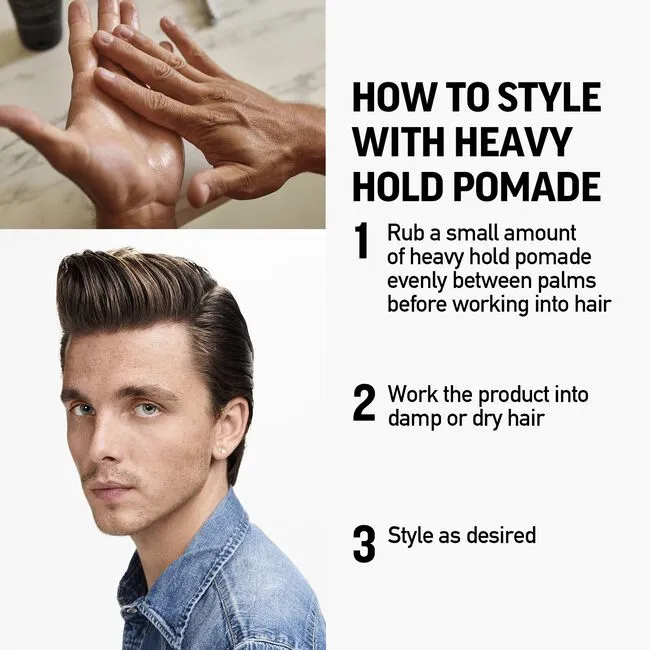 HOW TO STYLE
WITH HEAVY
HOLD POMADE
1 Rub a small amount
of heavy hold pomade
evenly between palms
before working into hair
2 Work the product into
damp or dry hair
3 Style as desired